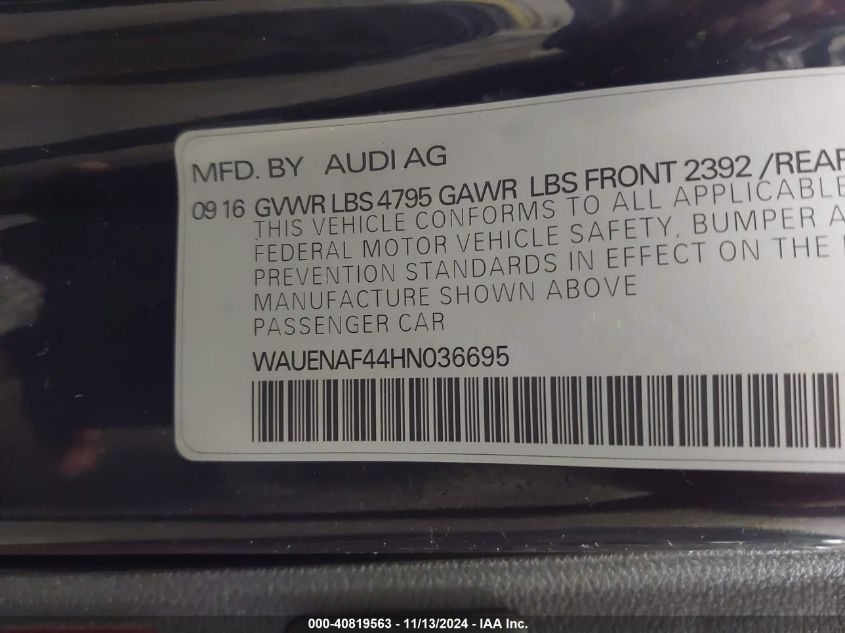 MFD. BY AUDI AG
09 16 GVWR LBS 4795 GAWR LBS FRONT 2392 /REAR
THIS VEHICLE CONFORMS TO ALL APPLICABLE
FEDERAL MOTOR VEHICLE SAFETY, BUMPER A
PREVENTION STANDARDS IN EFFECT ON THE
MANUFACTURE SHOWN ABOVE
PASSENGER CAR
WAUENAF44HN036695
000-40819563 - 11/13/2024 - IAA Inc.